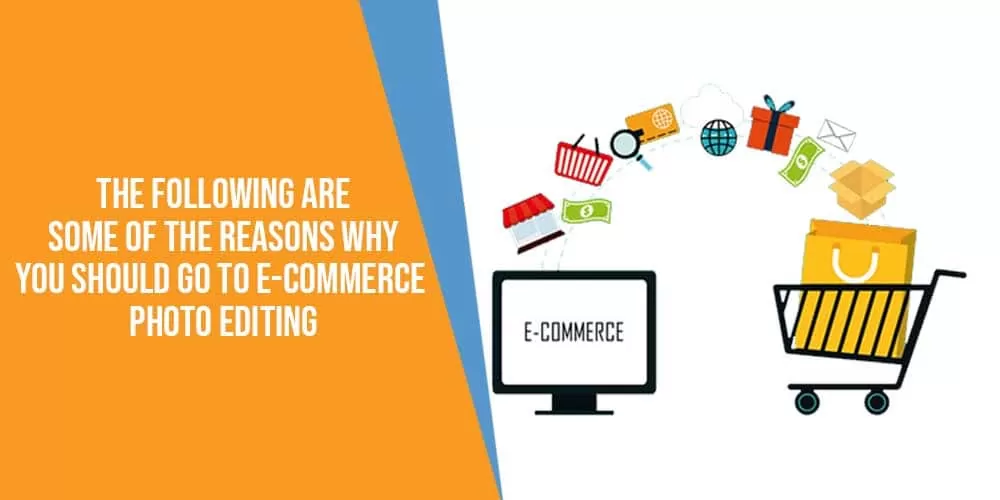 THE FOLLOWING ARE
SOME OF THE REASONS WHY
YOU SHOULD GO TO E-COMMERCE
PHOTO EDITING
E-COMMERCE
$
$